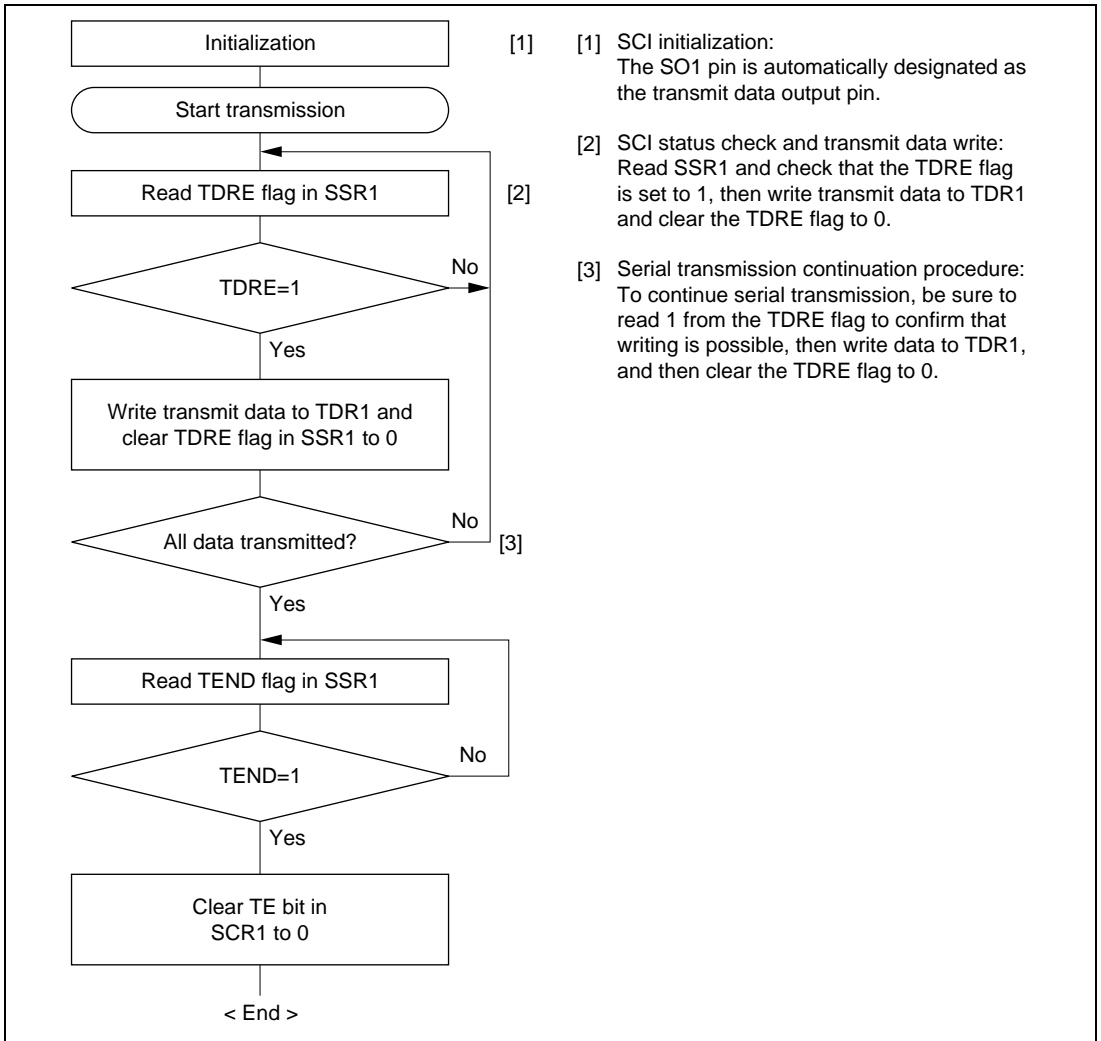 Initialization
[1]
Start transmission
Read TDRE flag in SSR1
[2]
TDRE=1
No
Yes
Write transmit data to TDR1 and
clear TDRE flag in SSR1 to 0
All data transmitted?
No
[3]
Yes
Read TEND flag in SSR1
TEND=1
No
Yes
Clear TE bit in
SCR1 to 0
< End >
[1] SCI initialization:
The SO1 pin is automatically designated as
the transmit data output pin.
[2] SCI status check and transmit data write:
Read SSR1 and check that the TDRE flag
is set to 1, then write transmit data to TDR1
and clear the TDRE flag to 0.
[3] Serial transmission continuation procedure:
To continue serial transmission, be sure to
read 1 from the TDRE flag to confirm that
writing is possible, then write data to TDR1,
and then clear the TDRE flag to 0.